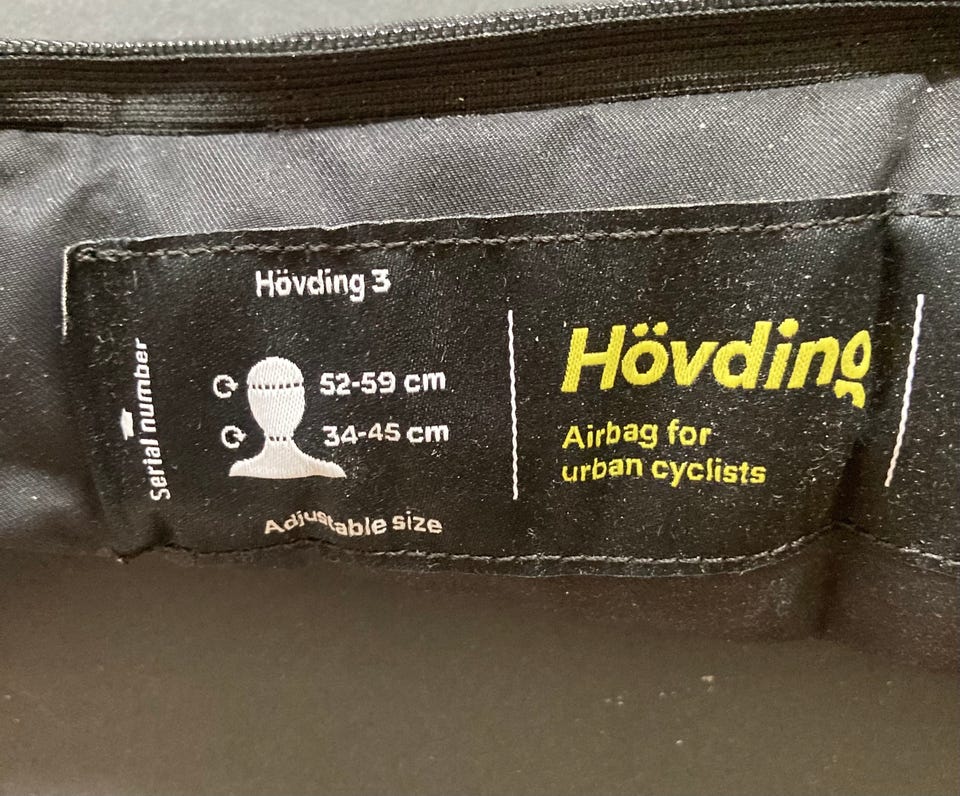 Hövding 3
52-59 cm
34-45 cm
Adjustable size
Serial number
Hövding
Airbag for
urban cyclists